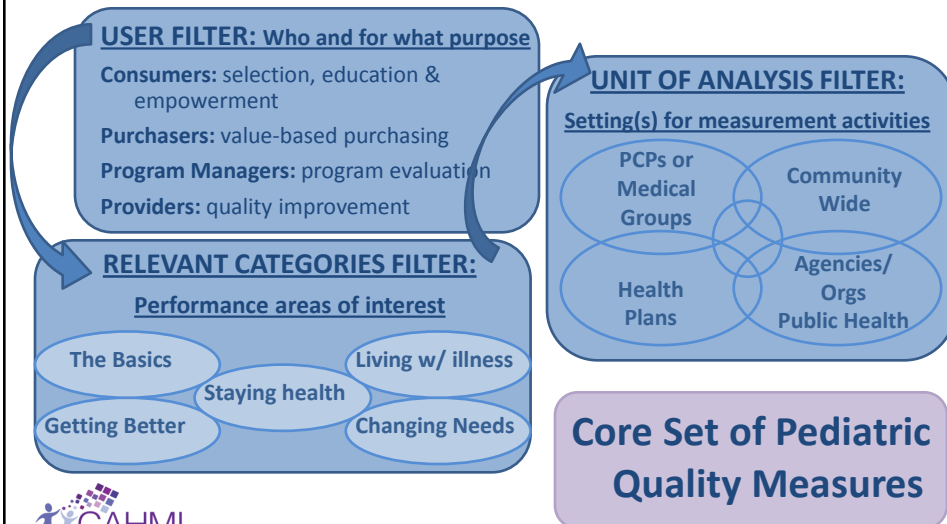 USER FILTER: Who and for what purpose
Consumers: selection, education &
empowerment
Purchasers: value-based purchasing
Program Managers: program evaluation
Providers: quality improvement
RELEVANT CATEGORIES FILTER:
Performance areas of interest
The Basics
Living w/ illness
Staying health
Getting Better
Changing Needs
UNIT OF ANALYSIS FILTER:
Setting(s) for measurement activities
PCPs or
Medical
Groups
Community
Wide
Health
Plans
Agencies/
Orgs
Public Health
Core Set of Pediatric
Quality Measures
CAHMI